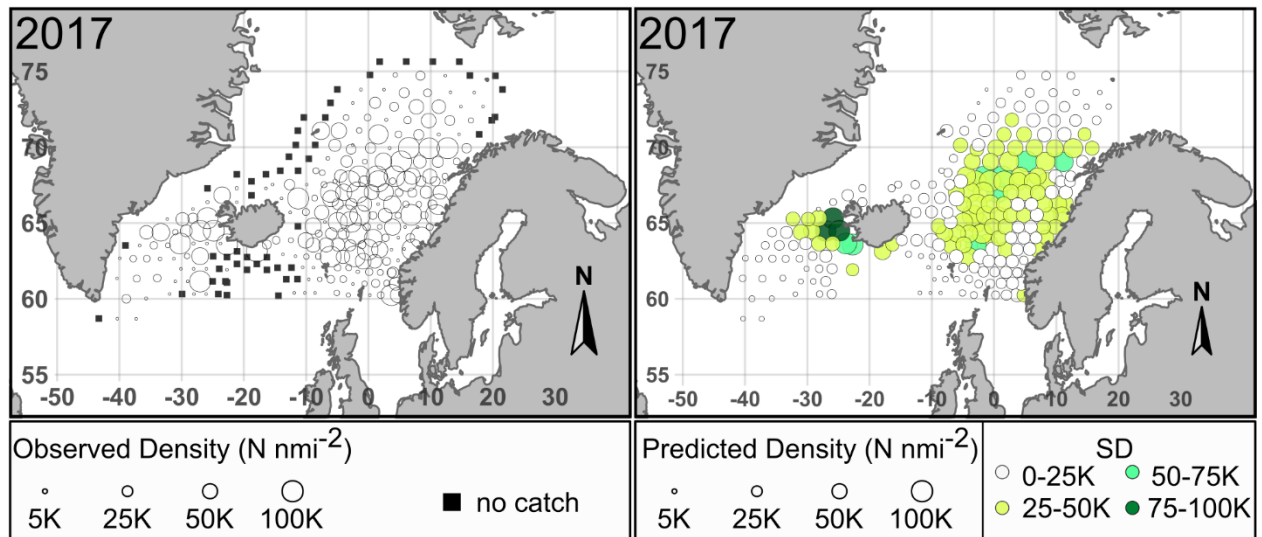 2017
75
70
65
60
55
-50 -40 -30 -20 -10 0 10 20 30
N
Observed Density (N nmi-2)
5K 25K 50K 100K
no catch
2017
75
70
65
60
55
-50 -40 -30 -20 -10 0 10 20 30
N
Predicted Density (N nmi-2)
5K 25K 50K 100K
SD
0-25K 50-75K
25-50K 75-100K